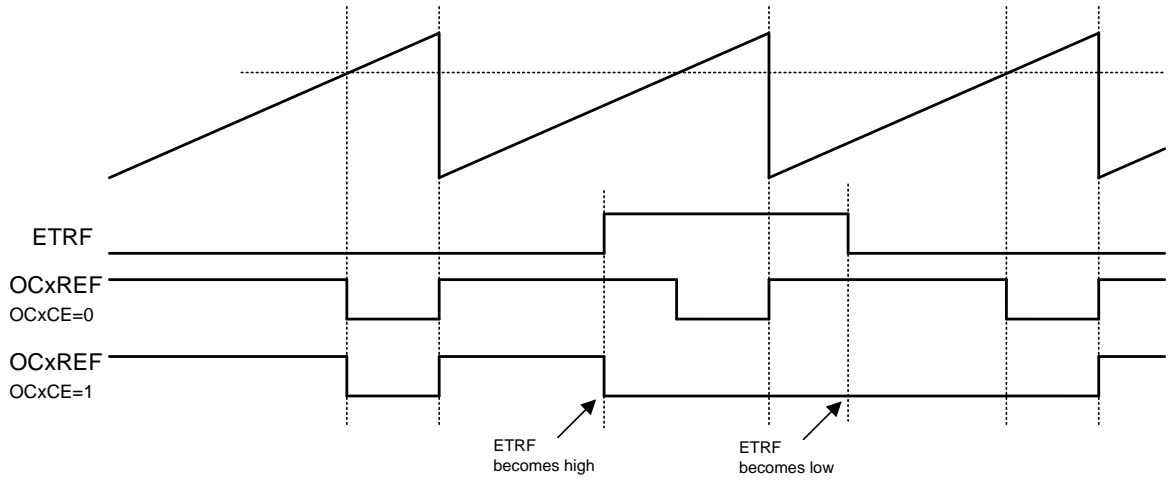 ETRF
OCxREF
OCxCE=0
OCxREF
OCxCE=1
ETRF
becomes high
ETRF
becomes low